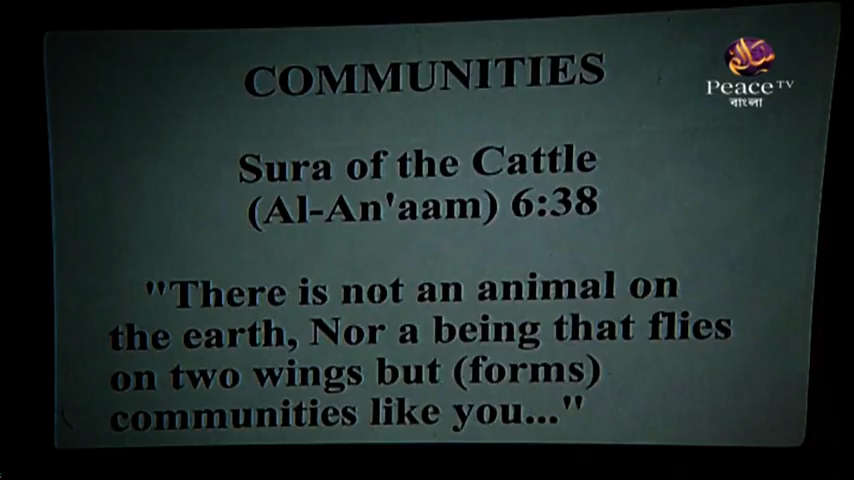 COMMUNITIES
Peace TV
বাংলা
Sura of the Cattle
(Al-An'aam) 6:38
"There is not an animal on
the earth, Nor a being that flies
on two wings but (forms)
communities like you..."